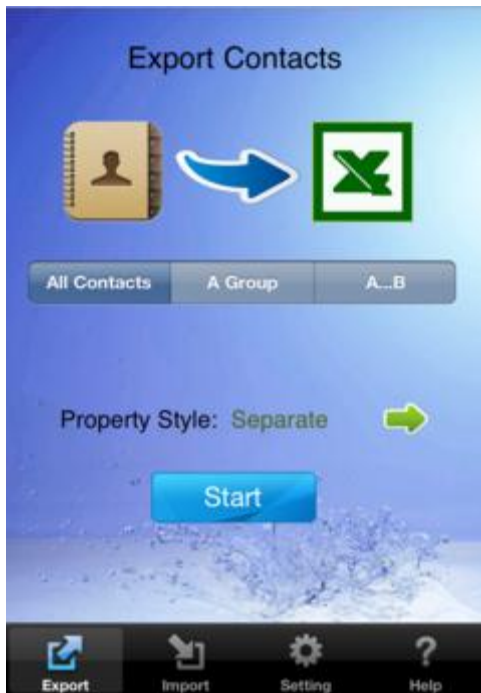 Export Contacts
All Contacts A Group A...B
Property Style: Separate
Start
Export Import Setting Help